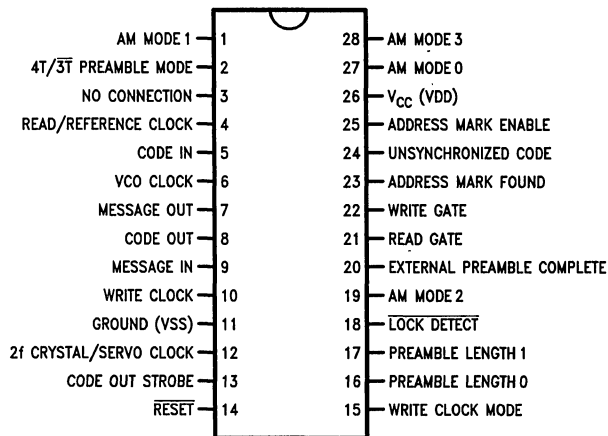 AM MODE 1 1
4T/3T̅ PREAMBLE MODE 2
NO CONNECTION 3
READ/REFERENCE CLOCK 4
CODE IN 5
VCO CLOCK 6
MESSAGE OUT 7
CODE OUT 8
MESSAGE IN 9
WRITE CLOCK 10
GROUND (VSS) 11
2f CRYSTAL/SERVO CLOCK 12
CODE OUT STROBE 13
RESET 14
28 AM MODE 3
27 AM MODE 0
26 VCC (VDD)
25 ADDRESS MARK ENABLE
24 UNSYNCHRONIZED CODE
23 ADDRESS MARK FOUND
22 WRITE GATE
21 READ GATE
20 EXTERNAL PREAMBLE COMPLETE
19 AM MODE 2
18 LOCK DETECT
17 PREAMBLE LENGTH 1
16 PREAMBLE LENGTH 0
15 WRITE CLOCK MODE